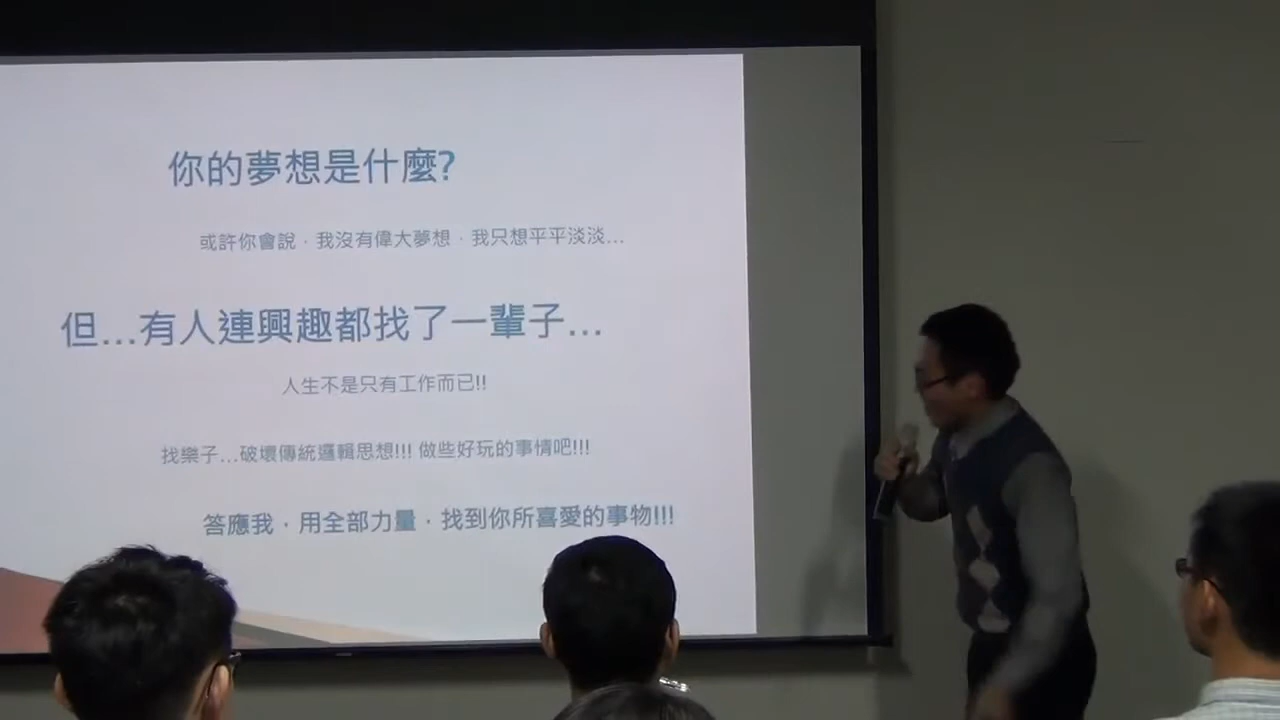 你的夢想是什麼?
或許你會說，我沒有偉大夢想，我只想平平淡淡...
但...有人連興趣都找了一輩子...
人生不是只有工作而已!!
找樂子...破壞傳統邏輯思想!!! 做些好玩的事情吧!!!
答應我，用全部力量，找到你所喜愛的事物!!!